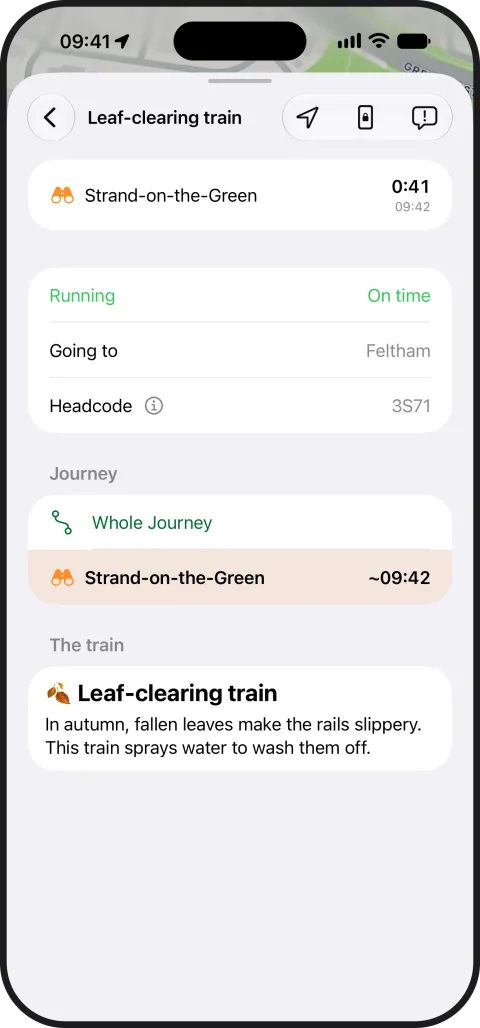 09:41
Leaf-clearing train
Strand-on-the-Green
0:41
09:42
Running
On time
Going to
Feltham
Headcode
3S71
Journey
Whole Journey
Strand-on-the-Green
~09:42
The train
Leaf-clearing train
In autumn, fallen leaves make the rails slippery.
This train sprays water to wash them off.